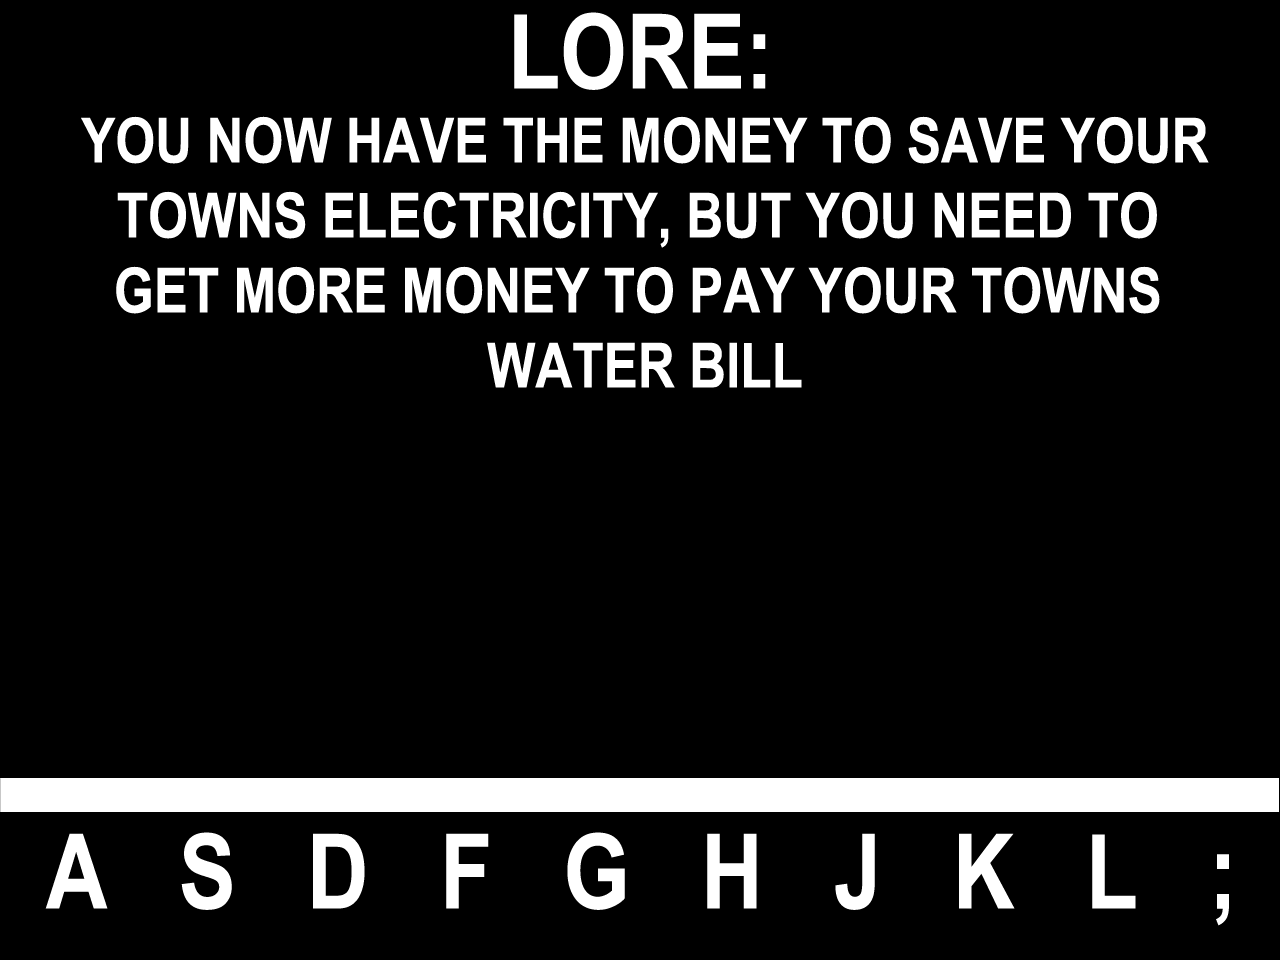 LORE:
YOU NOW HAVE THE MONEY TO SAVE YOUR
TOWNS ELECTRICITY, BUT YOU NEED TO
GET MORE MONEY TO PAY YOUR TOWNS
WATER BILL
A S D F G H J K L ;